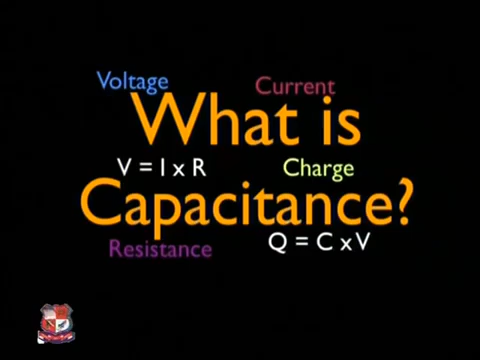 Voltage
Current
What is
V = I x R
Charge
Capacitance?
Resistance
Q = C x V